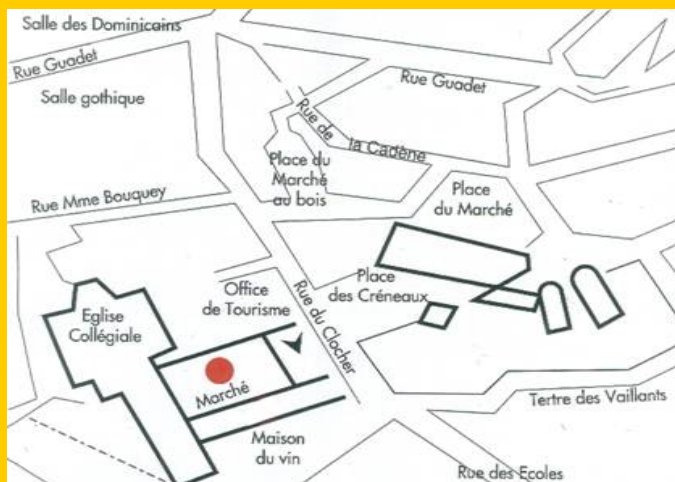 Salle des Dominicains
Rue Guadet
Rue Guadet
Salle gothique
Rue de
la Cadène
Place du
Marché
au bois
Place
du Marché
Rue Mme Bouquey
Office
de Tourisme
Place
des Créneaux
Eglise
Collégiale
Rue du Clocher
Marché
Tertre des Vaillants
Maison
du vin
Rue des Ecoles